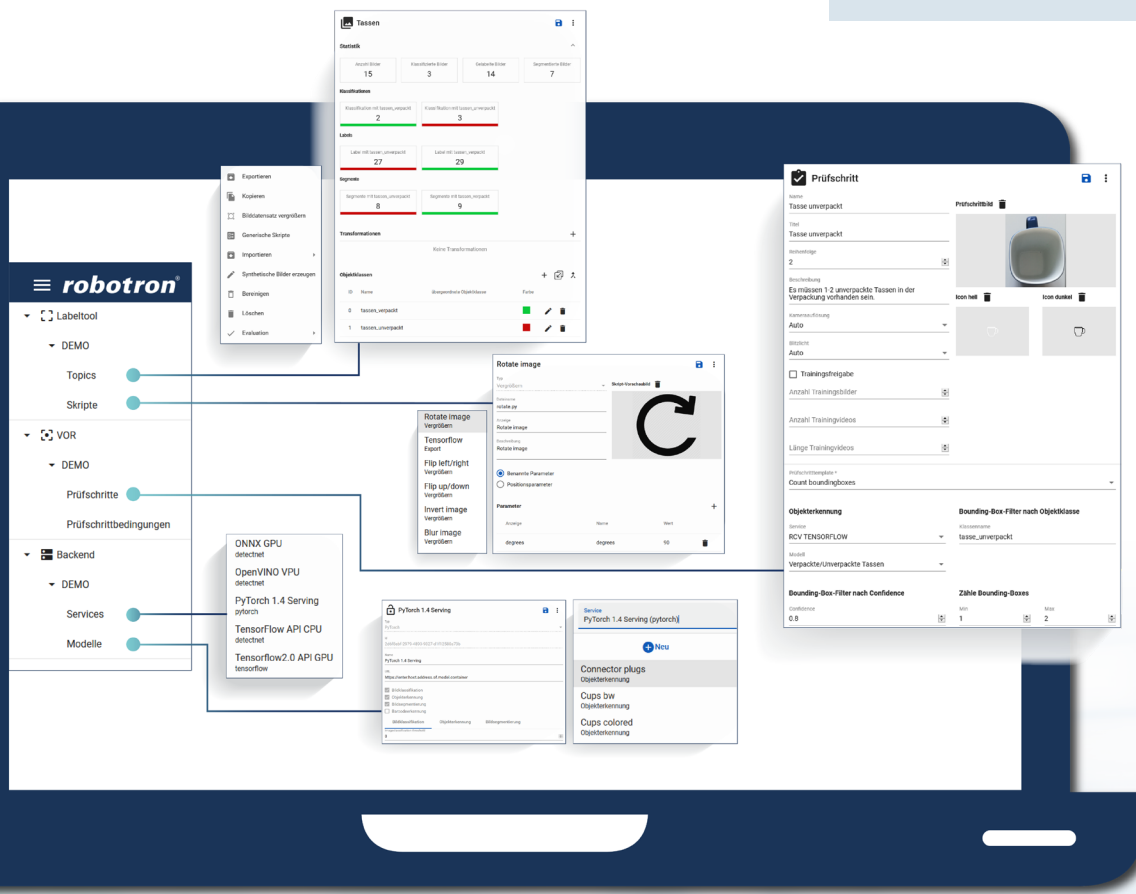 Tassen
Statistik
Anzahl Bilder
Klassifizierte Bilder
Gelabelte Bilder
Segmentierte Bilder
15
3
14
7
Klassifikationen
Klassifikation mit tassen_verpackt
Klassifikation mit tassen_unverpackt
2
3
Labels
Label mit tassen_unverpackt
Label mit tassen_verpackt
27
29
Segmente
Segmente mit tassen_unverpackt
Segmente mit tassen_verpackt
8
9
Transformationen
Keine Transformationen
Objektklassen
ID
Name
Übergeordnete Objektklasse
Farbe
0
tassen_verpackt
1
tassen_unverpackt
Exportieren
Kopieren
Bilddatensatz vergrößern
Generische Skripte
Importieren
Synthetische Bilder erzeugen
Bereinigen
Löschen
Evaluation
robotron®
Labeltool
DEMO
Topics
Skripte
VOR
DEMO
Prüfschritte
Prüfschrittbedingungen
Backend
DEMO
Services
Modelle
Rotate image
Vergrößern
Tensorflow
Export
Flip left/right
Vergrößern
Flip up/down
Vergrößern
Invert image
Vergrößern
Blur image
Vergrößern
Rotate image
Typ
Vergrößern
Skript-Vorschaubild
Dateiname
rotate.py
Anzeige
Rotate image
Beschreibung
Rotate image
Benannte Parameter
Positionsparameter
Parameter
Anzeige
Name
Wert
degrees
degrees
90
ONNX GPU
detectnet
OpenVINO VPU
detectnet
PyTorch 1.4 Serving
pytorch
TensorFlow API CPU
detectnet
Tensorflow2.0 API GPU
tensorflow
PyTorch 1.4 Serving
Typ
PyTorch
Name
PyTorch 1.4 Serving
URL
Bildklassifikation
Objekterkennung
Bildsegmentierung
Barcodeerkennung
Bildklassifikation
Objekterkennung
Bildsegmentierung
Service
PyTorch 1.4 Serving (pytorch)
Neu
Connector plugs
Objekterkennung
Cups bw
Objekterkennung
Cups colored
Objekterkennung
Prüfschritt
Name
Tasse unverpackt
Prüfschrittbild
Titel
Tasse unverpackt
Reihenfolge
2
Beschreibung
Es müssen 1-2 unverpackte Tassen in der
Verpackung vorhanden sein.
Icon hell
Icon dunkel
Kameraauflösung
Auto
Blitzlicht
Auto
Trainingsfreigabe
Anzahl Trainingsbilder
Anzahl Trainingvideos
Länge Trainingvideos
Prüfschritttemplate *
Count boundingboxes
Objekterkennung
Bounding-Box-Filter nach Objektklasse
Service
RCV TENSORFLOW
Klassenname
tasse_unverpackt
Modell
Verpackte/Unverpackte Tassen
Bounding-Box-Filter nach Confidence
Zähle Bounding-Boxes
Confidence
0.8
Min
1
Max
2